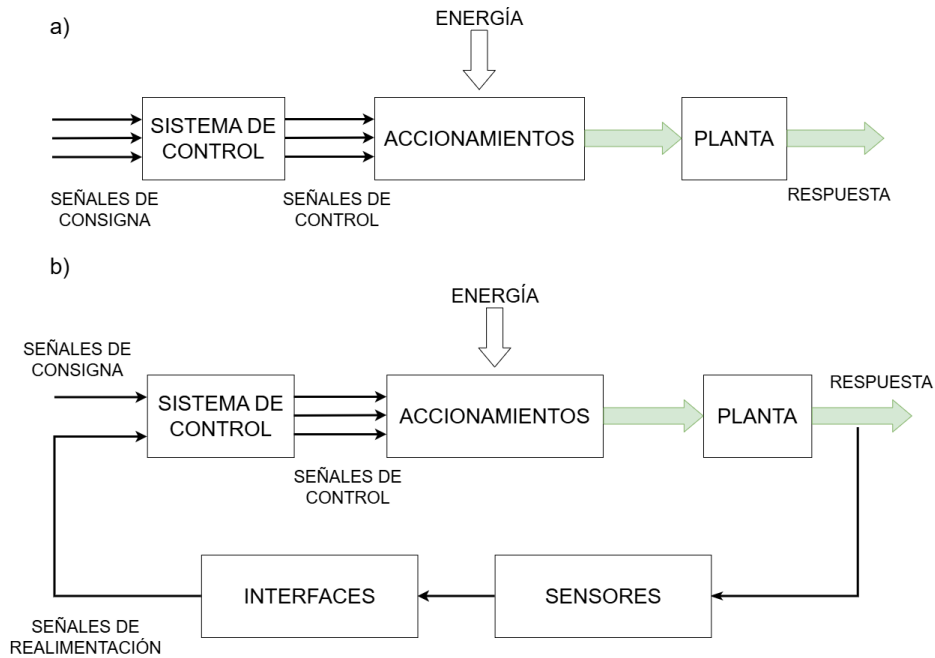 a)
ENERGÍA
SISTEMA DE
CONTROL
ACCIONAMIENTOS
PLANTA
SEÑALES DE
CONSIGNA
SEÑALES DE
CONTROL
RESPUESTA
b)
ENERGÍA
SEÑALES DE
CONSIGNA
RESPUESTA
SISTEMA DE
CONTROL
ACCIONAMIENTOS
PLANTA
SEÑALES DE
CONTROL
INTERFACES
SENSORES
SEÑALES DE
REALIMENTACIÓN